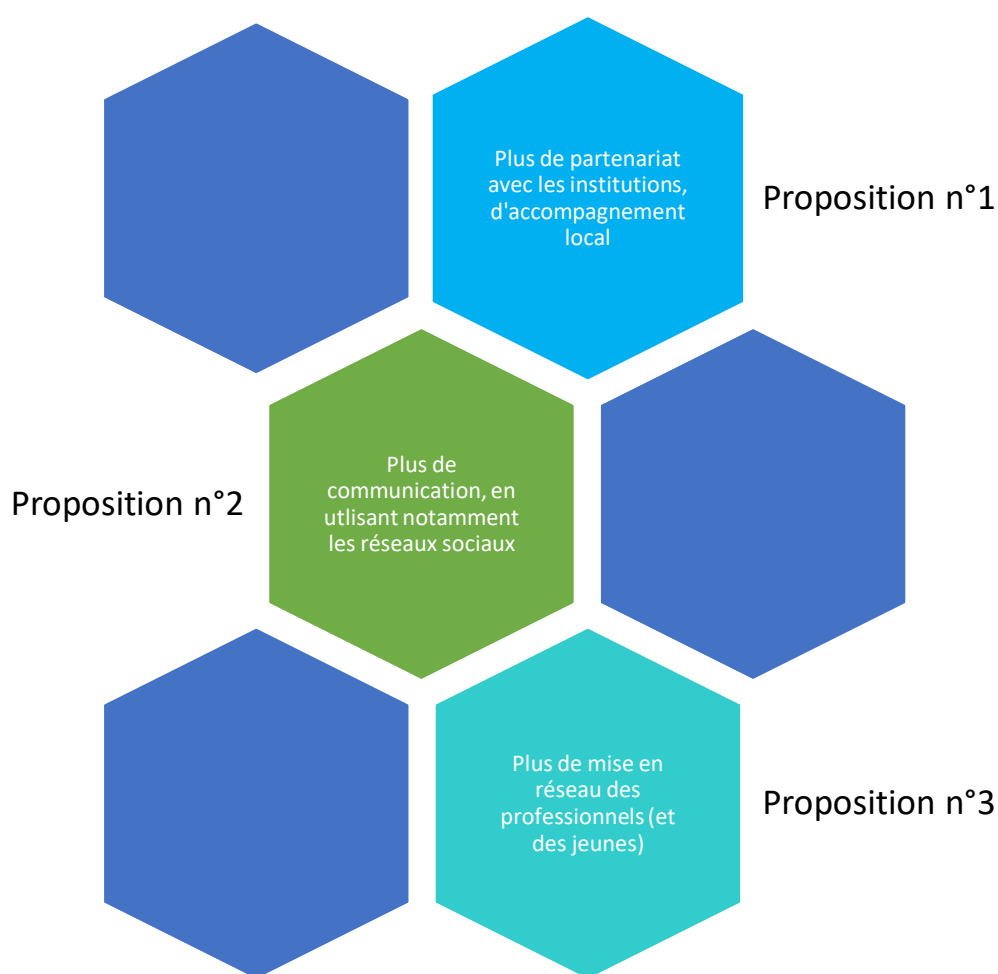 Plus de partenariat
avec les institutions,
d'accompagnement
local
Proposition n°1
Proposition n°2
Plus de
communication, en
utlisant notamment
les réseaux sociaux
Plus de mise en
réseau des
professionnels (et
des jeunes)
Proposition n°3